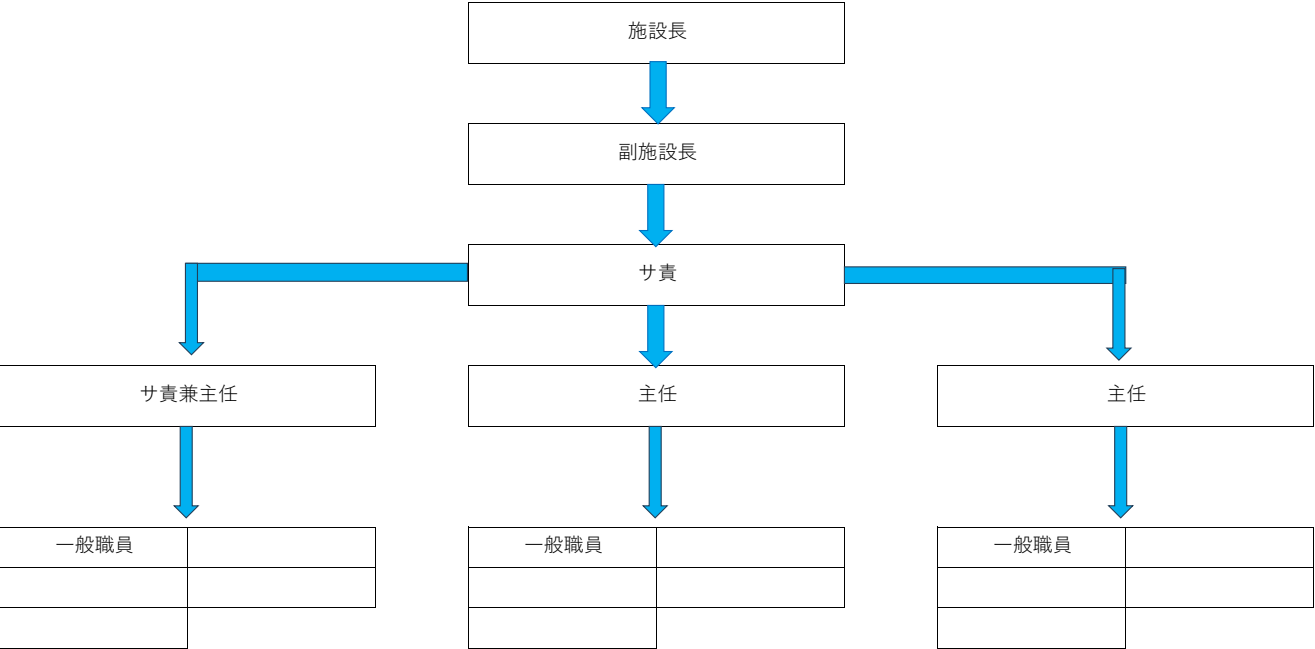 施設長
副施設長
サ責
サ責兼主任
主任
主任
一般職員
一般職員
一般職員